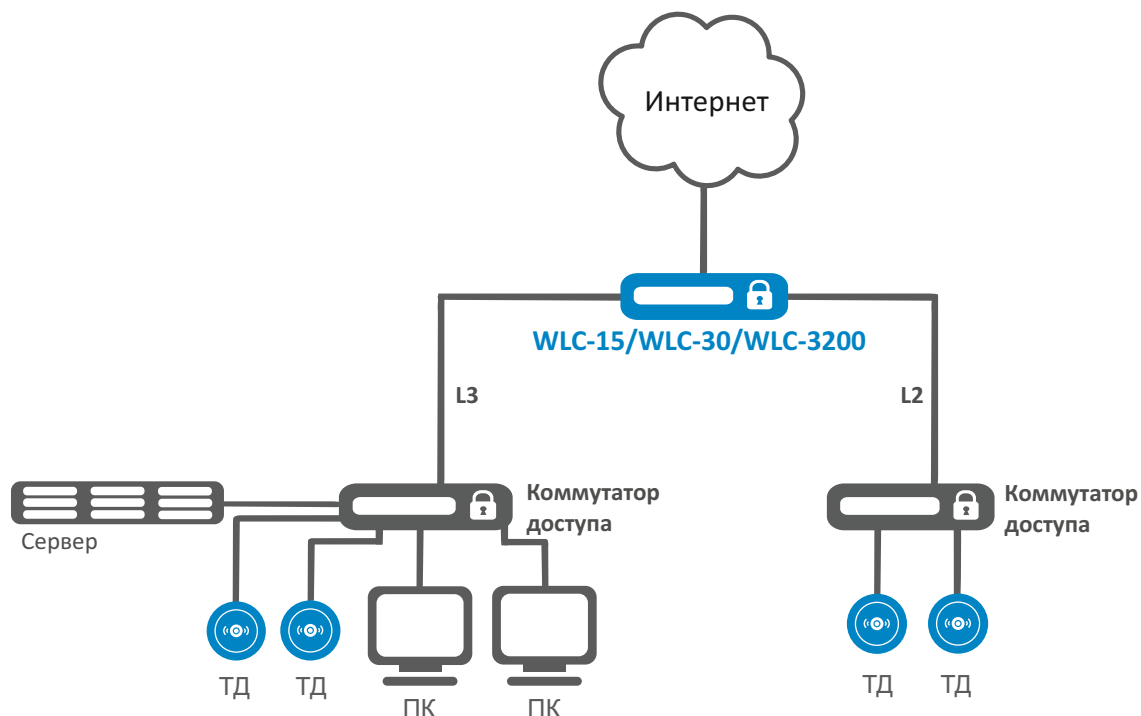 Интернет
WLC-15/WLC-30/WLC-3200
L3
L2
Коммутатор
доступа
Коммутатор
доступа
Сервер
ТД
ТД
ПК
ПК
ТД
ТД